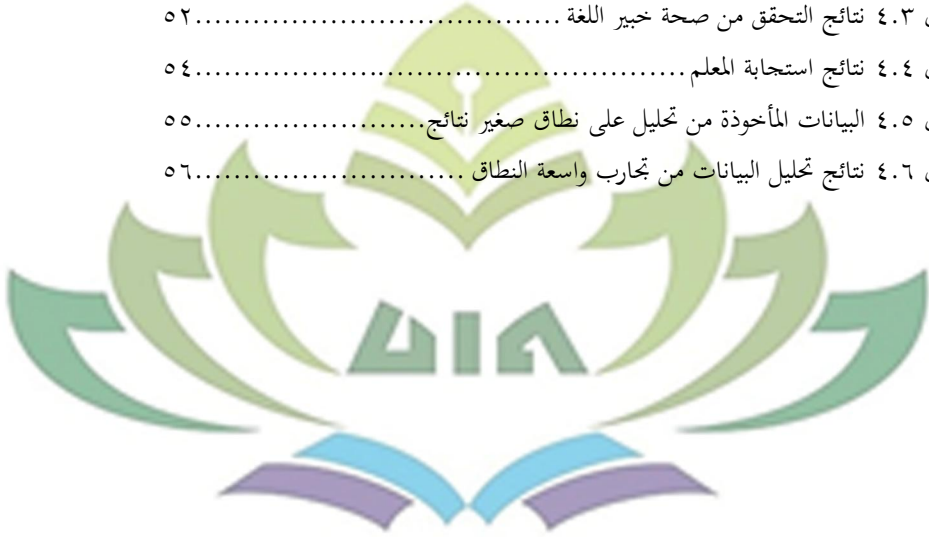 ٤.٣ نتائج التحقق من صحة خبير اللغة ..................................٥٢
٤.٤ نتائج استجابة المعلم ...............................................٥٤
٤.٥ البيانات المأخوذة من تحليل على نطاق صغير نتائج......................٥٥
٤.٦ نتائج تحليل البيانات من تجارب واسعة النطاق ...........................٥٦